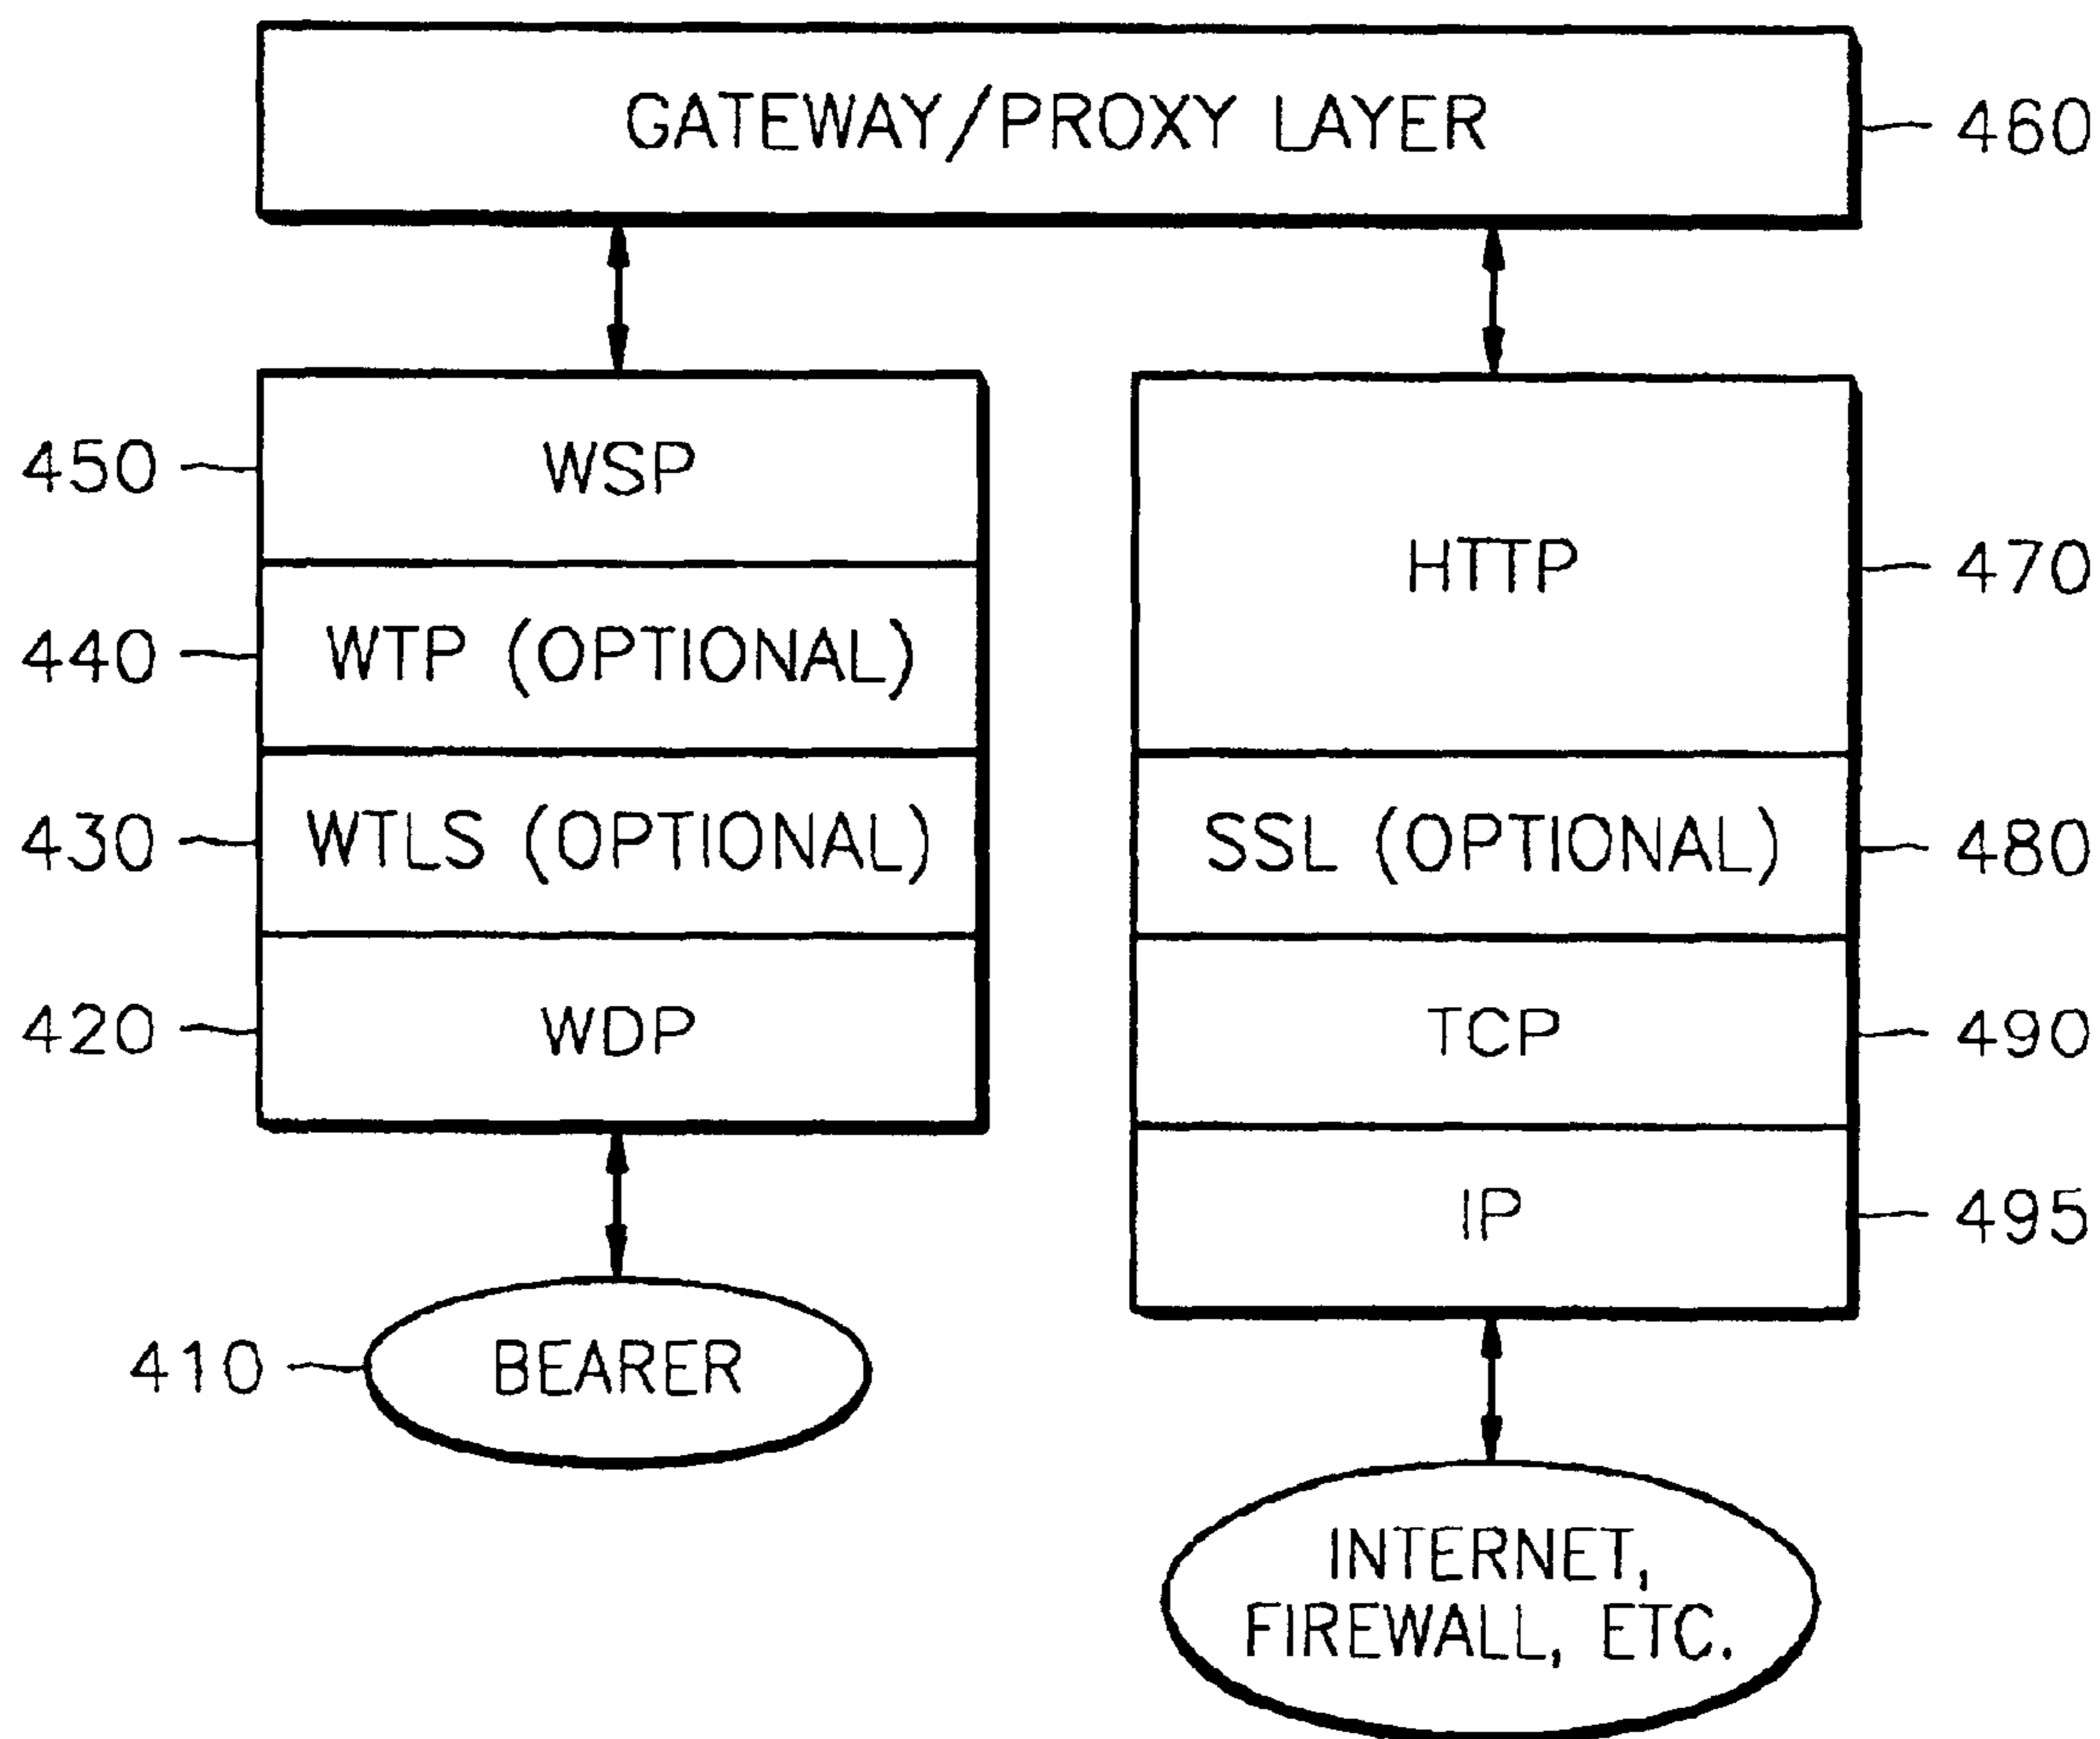 GATEWAY/PROXY LAYER
460
450
WSP
440
WTP (OPTIONAL)
430
WTLS (OPTIONAL)
420
WDP
410
BEARER
HTTP
470
SSL (OPTIONAL)
480
TCP
490
IP
495
INTERNET,
FIREWALL, ETC.